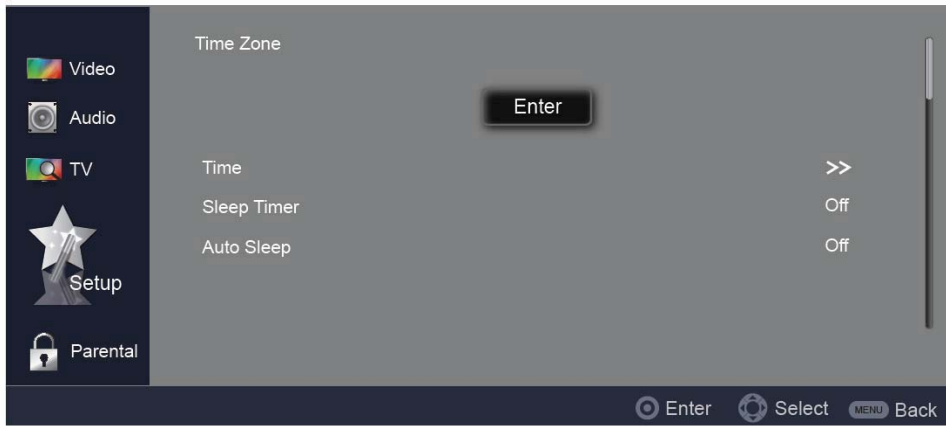 Video
Audio
TV
Setup
Parental
Time Zone
Enter
Time >>
Sleep Timer Off
Auto Sleep Off
Enter Select MENU Back